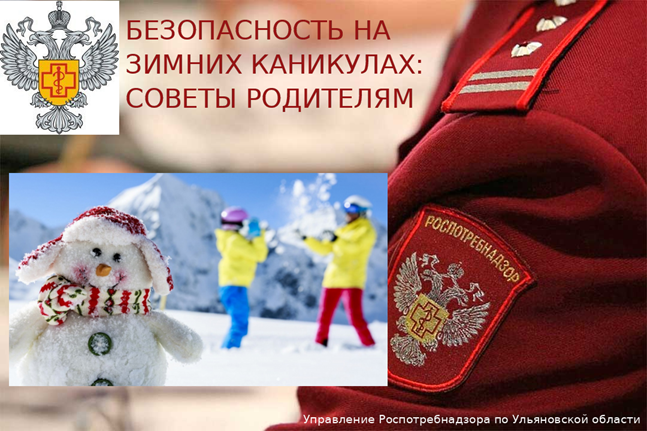 БЕЗОПАСНОСТЬ НА
ЗИМНИХ КАНИКУЛАХ:
СОВЕТЫ РОДИТЕЛЯМ
РОСПОТРЕБНАДЗОР
Управление Роспотребнадзора по Ульяновской области